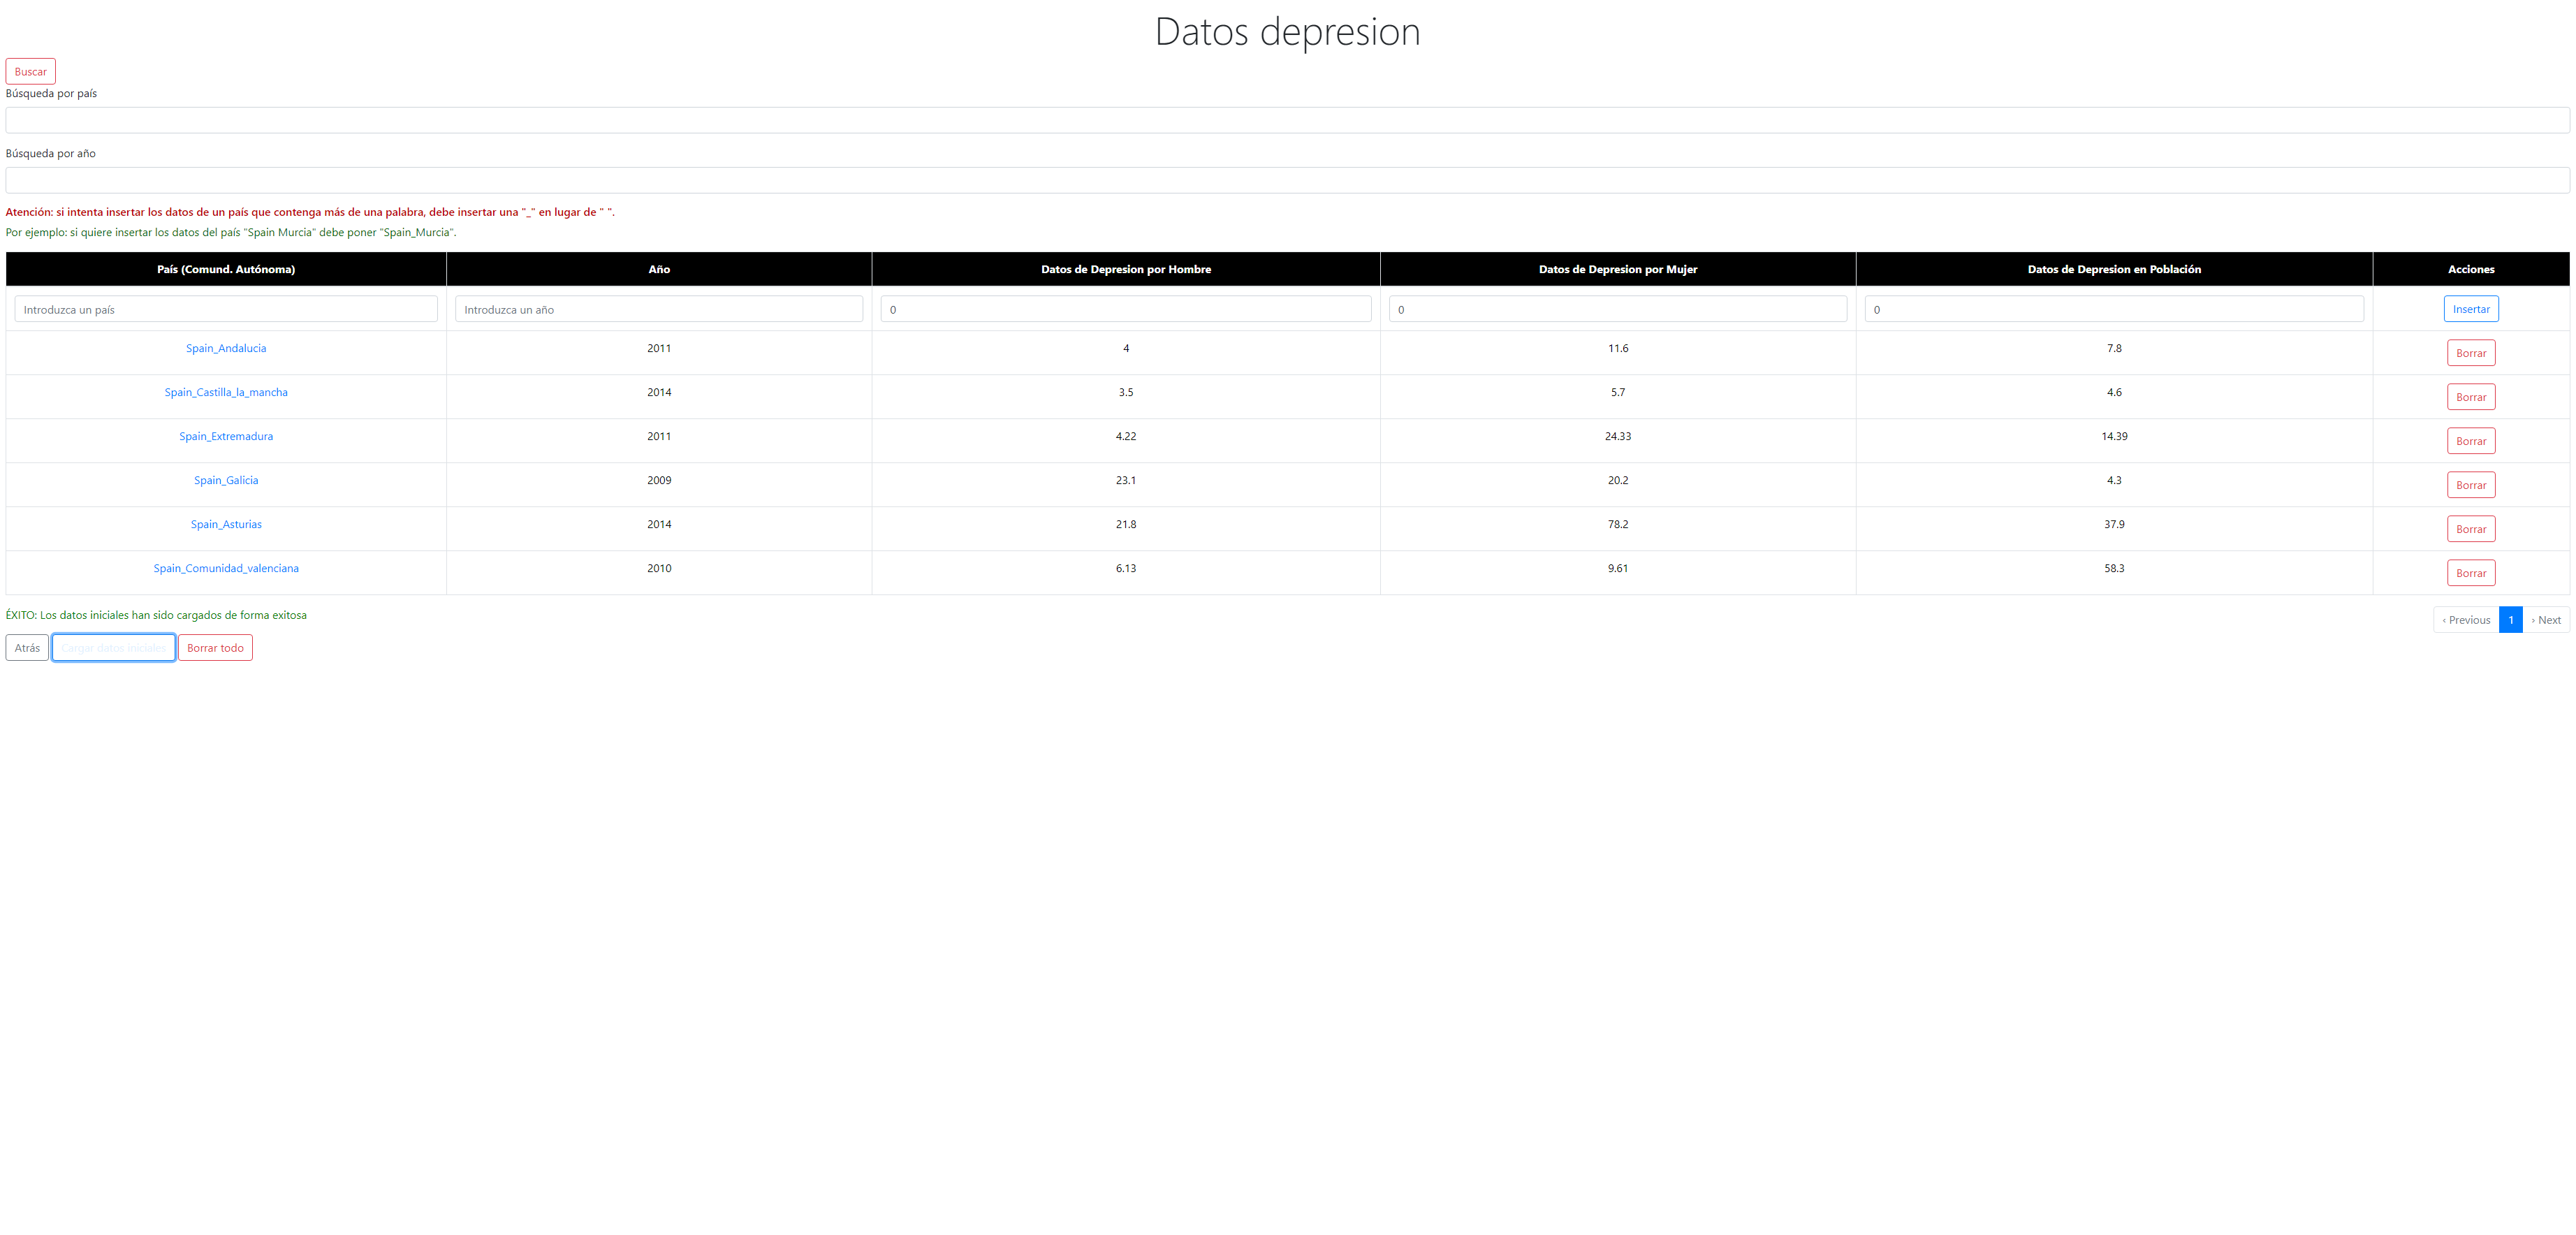 Datos depresion
Buscar
Búsqueda por país
Búsqueda por año
Atención: si intenta insertar los datos de un país que contenga más de una palabra, debe insertar una "_" en lugar de " ".
Por ejemplo: si quiere insertar los datos del país "Spain Murcia" debe poner "Spain_Murcia".
País (Comund. Autónoma) Año Datos de Depresion por Hombre Datos de Depresion por Mujer Datos de Depresion en Población Acciones
Introduzca un país Introduzca un año 0 0 0 Insertar
Spain_Andalucia 2011 4 11.6 7.8 Borrar
Spain_Castilla_la_mancha 2014 3.5 5.7 4.6 Borrar
Spain_Extremadura 2011 4.22 24.33 14.39 Borrar
Spain_Galicia 2009 23.1 20.2 4.3 Borrar
Spain_Asturias 2014 21.8 78.2 37.9 Borrar
Spain_Comunidad_valenciana 2010 6.13 9.61 58.3 Borrar
ÉXITO: Los datos iniciales han sido cargados de forma exitosa
‹ Previous 1 › Next
Atrás Cargar datos iniciales Borrar todo